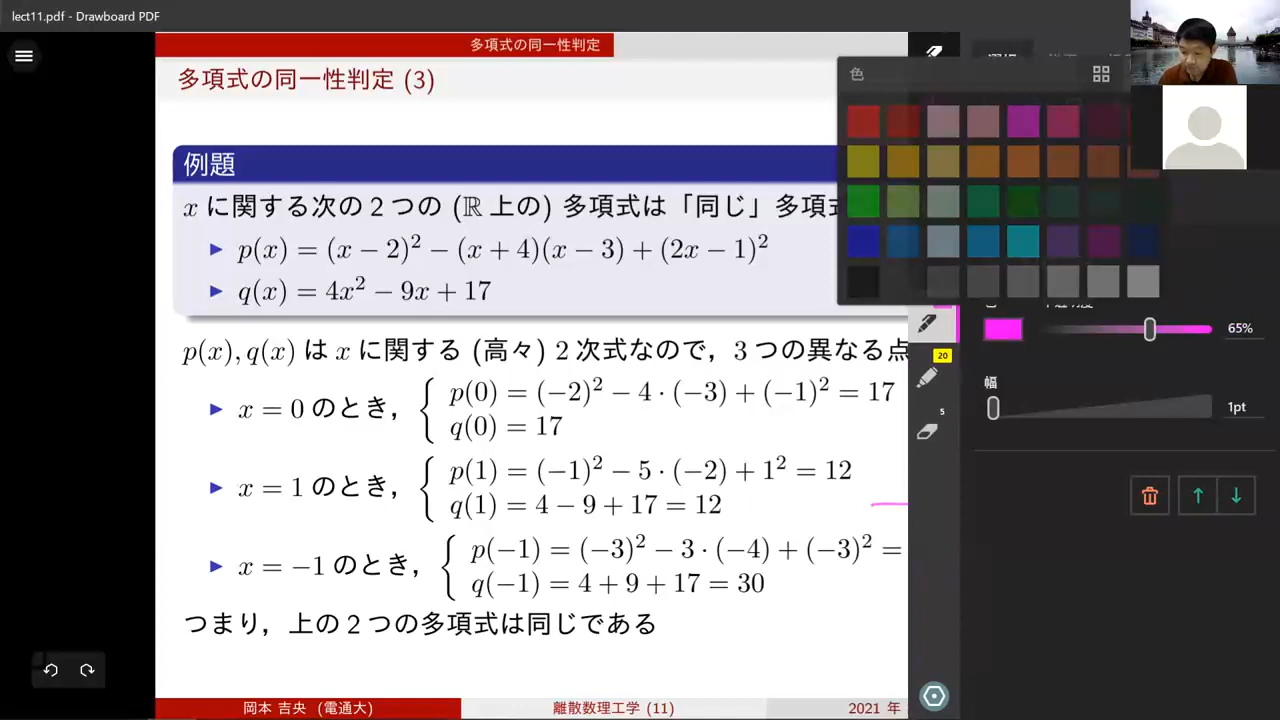 lect11.pdf - Drawboard PDF
多項式の同一性判定
多項式の同一性判定 (3)
例題
x に関する次の 2 つの (ℝ 上の) 多項式は「同じ」多項式
▶ p(x) = (x − 2)² − (x + 4)(x − 3) + (2x − 1)²
▶ q(x) = 4x² − 9x + 17
p(x), q(x) は x に関する (高々) 2 次式なので，3 つの異なる点
▶ x = 0 のとき，
p(0) = (−2)² − 4 · (−3) + (−1)² = 17
q(0) = 17
▶ x = 1 のとき，
p(1) = (−1)² − 5 · (−2) + 1² = 12
q(1) = 4 − 9 + 17 = 12
▶ x = −1 のとき，
p(−1) = (−3)² − 3 · (−4) + (−3)² =
q(−1) = 4 + 9 + 17 = 30
つまり，上の 2 つの多項式は同じである
岡本 吉央 (電通大)
離散数理工学 (11)
2021 年
色
65%
20
幅
5
1pt